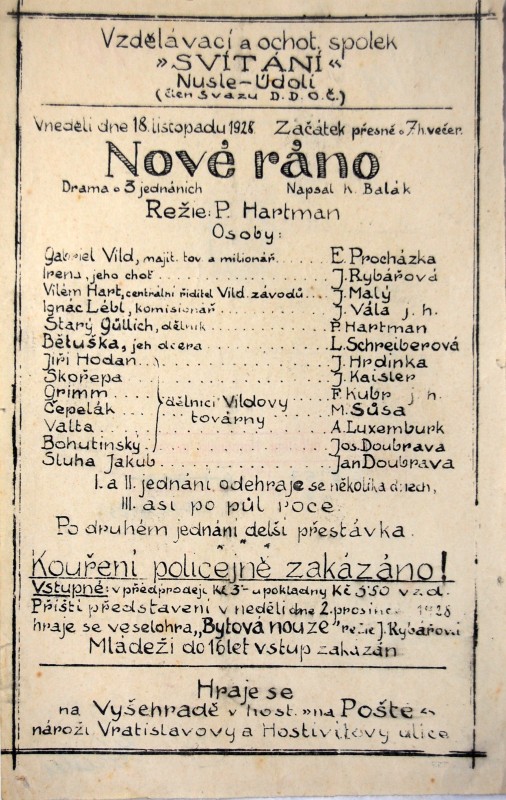 Vzdělávací a ochot. spolek
»SVÍTÁNÍ«
Nusle-Údolí
(člen Svazu D.D.O.Č.)
V neděli dne 18. listopadu 1928 Začátek přesně o 7h. večer.
Nové ráno
Drama o 3 jednáních Napsal K. Balák
Režie: P. Hartman
Osoby:
Gabriel Vild, majit. tov. a milionář...... E. Procházka
Irena, jeho choť........ J. Rybářová
Vilém Hart, centrální řiditel Vild. závodů... J. Malý
Ignác Lébl, komisionář...... J. Vála j. h.
Starý Güllich, dělník........ P. Hartman
Bětuška, jeh dcera........ L. Schreiberová
Jiří Hodan........ J. Hrdinka
Skořepa........ J. Kaisler
Grimm........ F. Kubr j. h.
Čepelák dělníci Vildovy M. Sůsa
Valta továrny........ A. Luxemburk
Bohutinský........ Jos. Doubrava
Sluha Jakub........ Jan Doubrava
I. a II. jednání odehraje se několika dnech,
III. asi po půl roce.
Po druhém jednání delší přestávka.
Kouření policejně zakázáno!
Vstupné: v předprodeji Kč 5- u pokladny Kč 5·50 v z. d.
Příští představení v neděli dne 2. prosince 1928
hraje se veselohra „Bytová nouze" režie J. Rybářová
Mládeži do 16 let vstup zakázán
Hraje se
na Vyšehradě v host. »na Poště«
nároží Vratislavovy a Hostivítovy ulice